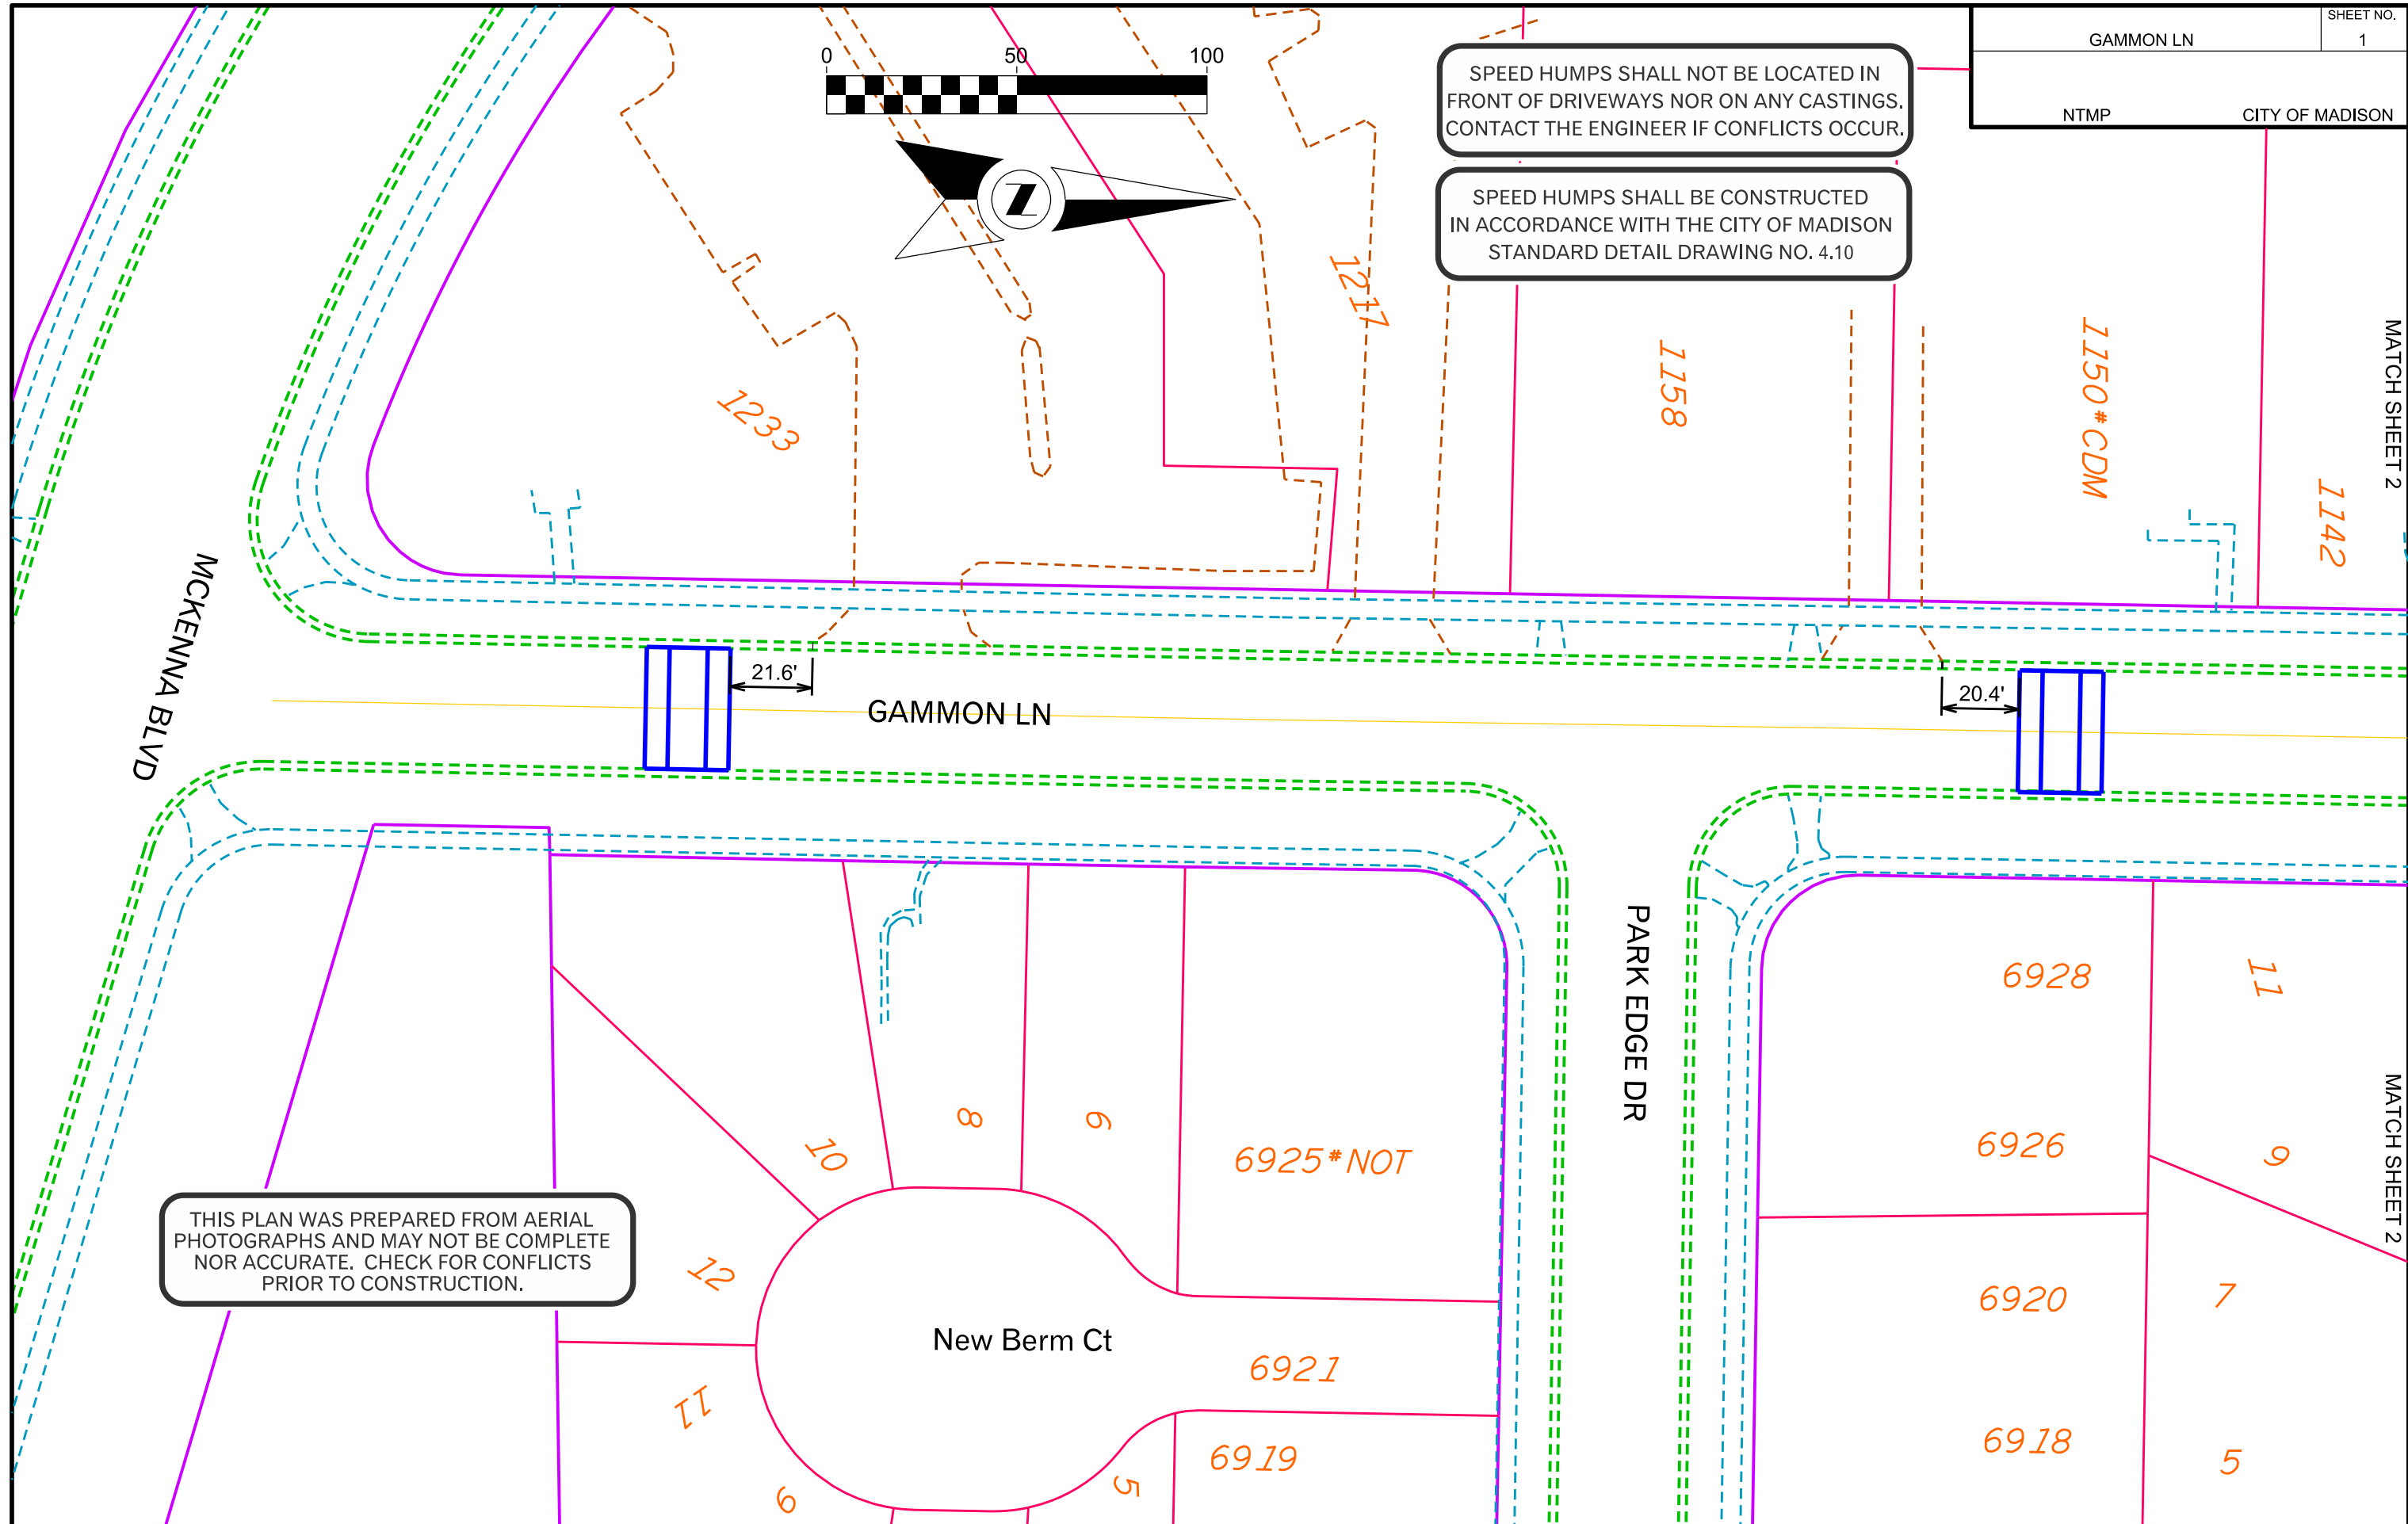 SHEET NO.
GAMMON LN
1
NTMP
CITY OF MADISON
0
50
100
SPEED HUMPS SHALL NOT BE LOCATED IN
FRONT OF DRIVEWAYS NOR ON ANY CASTINGS.
CONTACT THE ENGINEER IF CONFLICTS OCCUR.
SPEED HUMPS SHALL BE CONSTRUCTED
IN ACCORDANCE WITH THE CITY OF MADISON
STANDARD DETAIL DRAWING NO. 4.10
Z
1217
1233
1158
1150*CDM
1142
MATCH SHEET 2
MCKENNA BLVD
21.6'
GAMMON LN
20.4'
PARK EDGE DR
6928
11
10
8
6
6925*NOT
6926
9
MATCH SHEET 2
THIS PLAN WAS PREPARED FROM AERIAL
PHOTOGRAPHS AND MAY NOT BE COMPLETE
NOR ACCURATE. CHECK FOR CONFLICTS
PRIOR TO CONSTRUCTION.
12
New Berm Ct
6920
7
6921
11
6919
6918
5
9
5